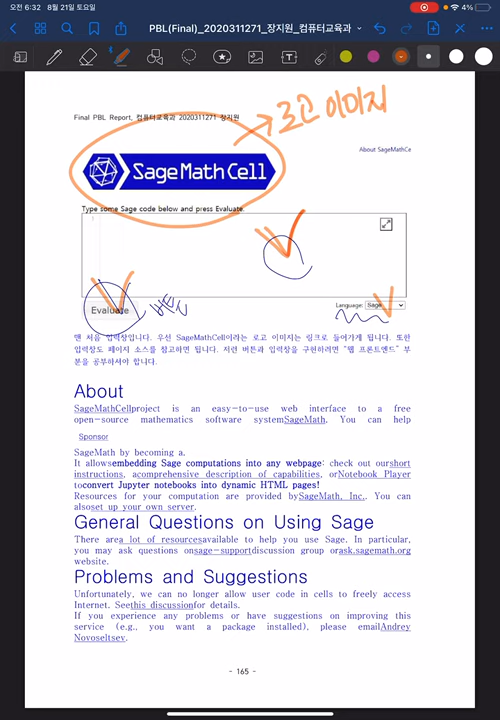 오전 6:32 8월 21일 토요일
4%
PBL(Final)_2020311271_장지원_컴퓨터교육과
Final PBL Report, 컴퓨터교육과 2020311271 장지원
로고 이미지
About SageMathCe
SageMathCell
Type some Sage code below and press Evaluate.
1
Evaluate
버튼
Language: Sage
맨 처음 입력창입니다. 우선 SageMathCell이라는 로고 이미지는 링크로 들어가게 됩니다. 또한
입력창도 페이지 소스를 참고하면 됩니다. 저런 버튼과 입력창을 구현하려면 "웹 프론트엔드" 부
분을 공부하셔야 합니다.
About
SageMathCellproject is an easy-to-use web interface to a free
open-source mathematics software systemSageMath. You can help
Sponsor
SageMath by becoming a.
It allowsembedding Sage computations into any webpage: check out ourshort
instructions, acomprehensive description of capabilities, orNotebook Player
toconvert Jupyter notebooks into dynamic HTML pages!
Resources for your computation are provided bySageMath, Inc.. You can
alsoset up your own server.
General Questions on Using Sage
There area lot of resourcesavailable to help you use Sage. In particular,
you may ask questions onsage-supportdiscussion group orask.sagemath.org
website.
Problems and Suggestions
Unfortunately, we can no longer allow user code in cells to freely access
Internet. Seethis discussionfor details.
If you experience any problems or have suggestions on improving this
service (e.g., you want a package installed), please emailAndrey
Novoseltsev.
- 165 -